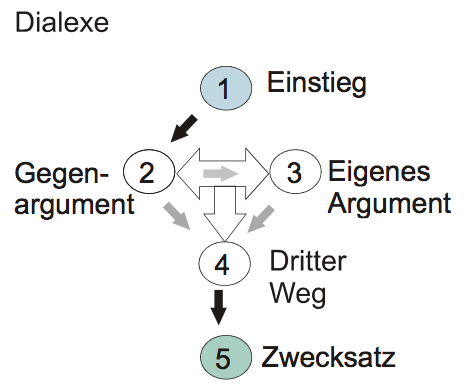 Dialexe
1 Einstieg
Gegen-
argument
2
3
Eigenes
Argument
4
Dritter
Weg
5 Zwecksatz